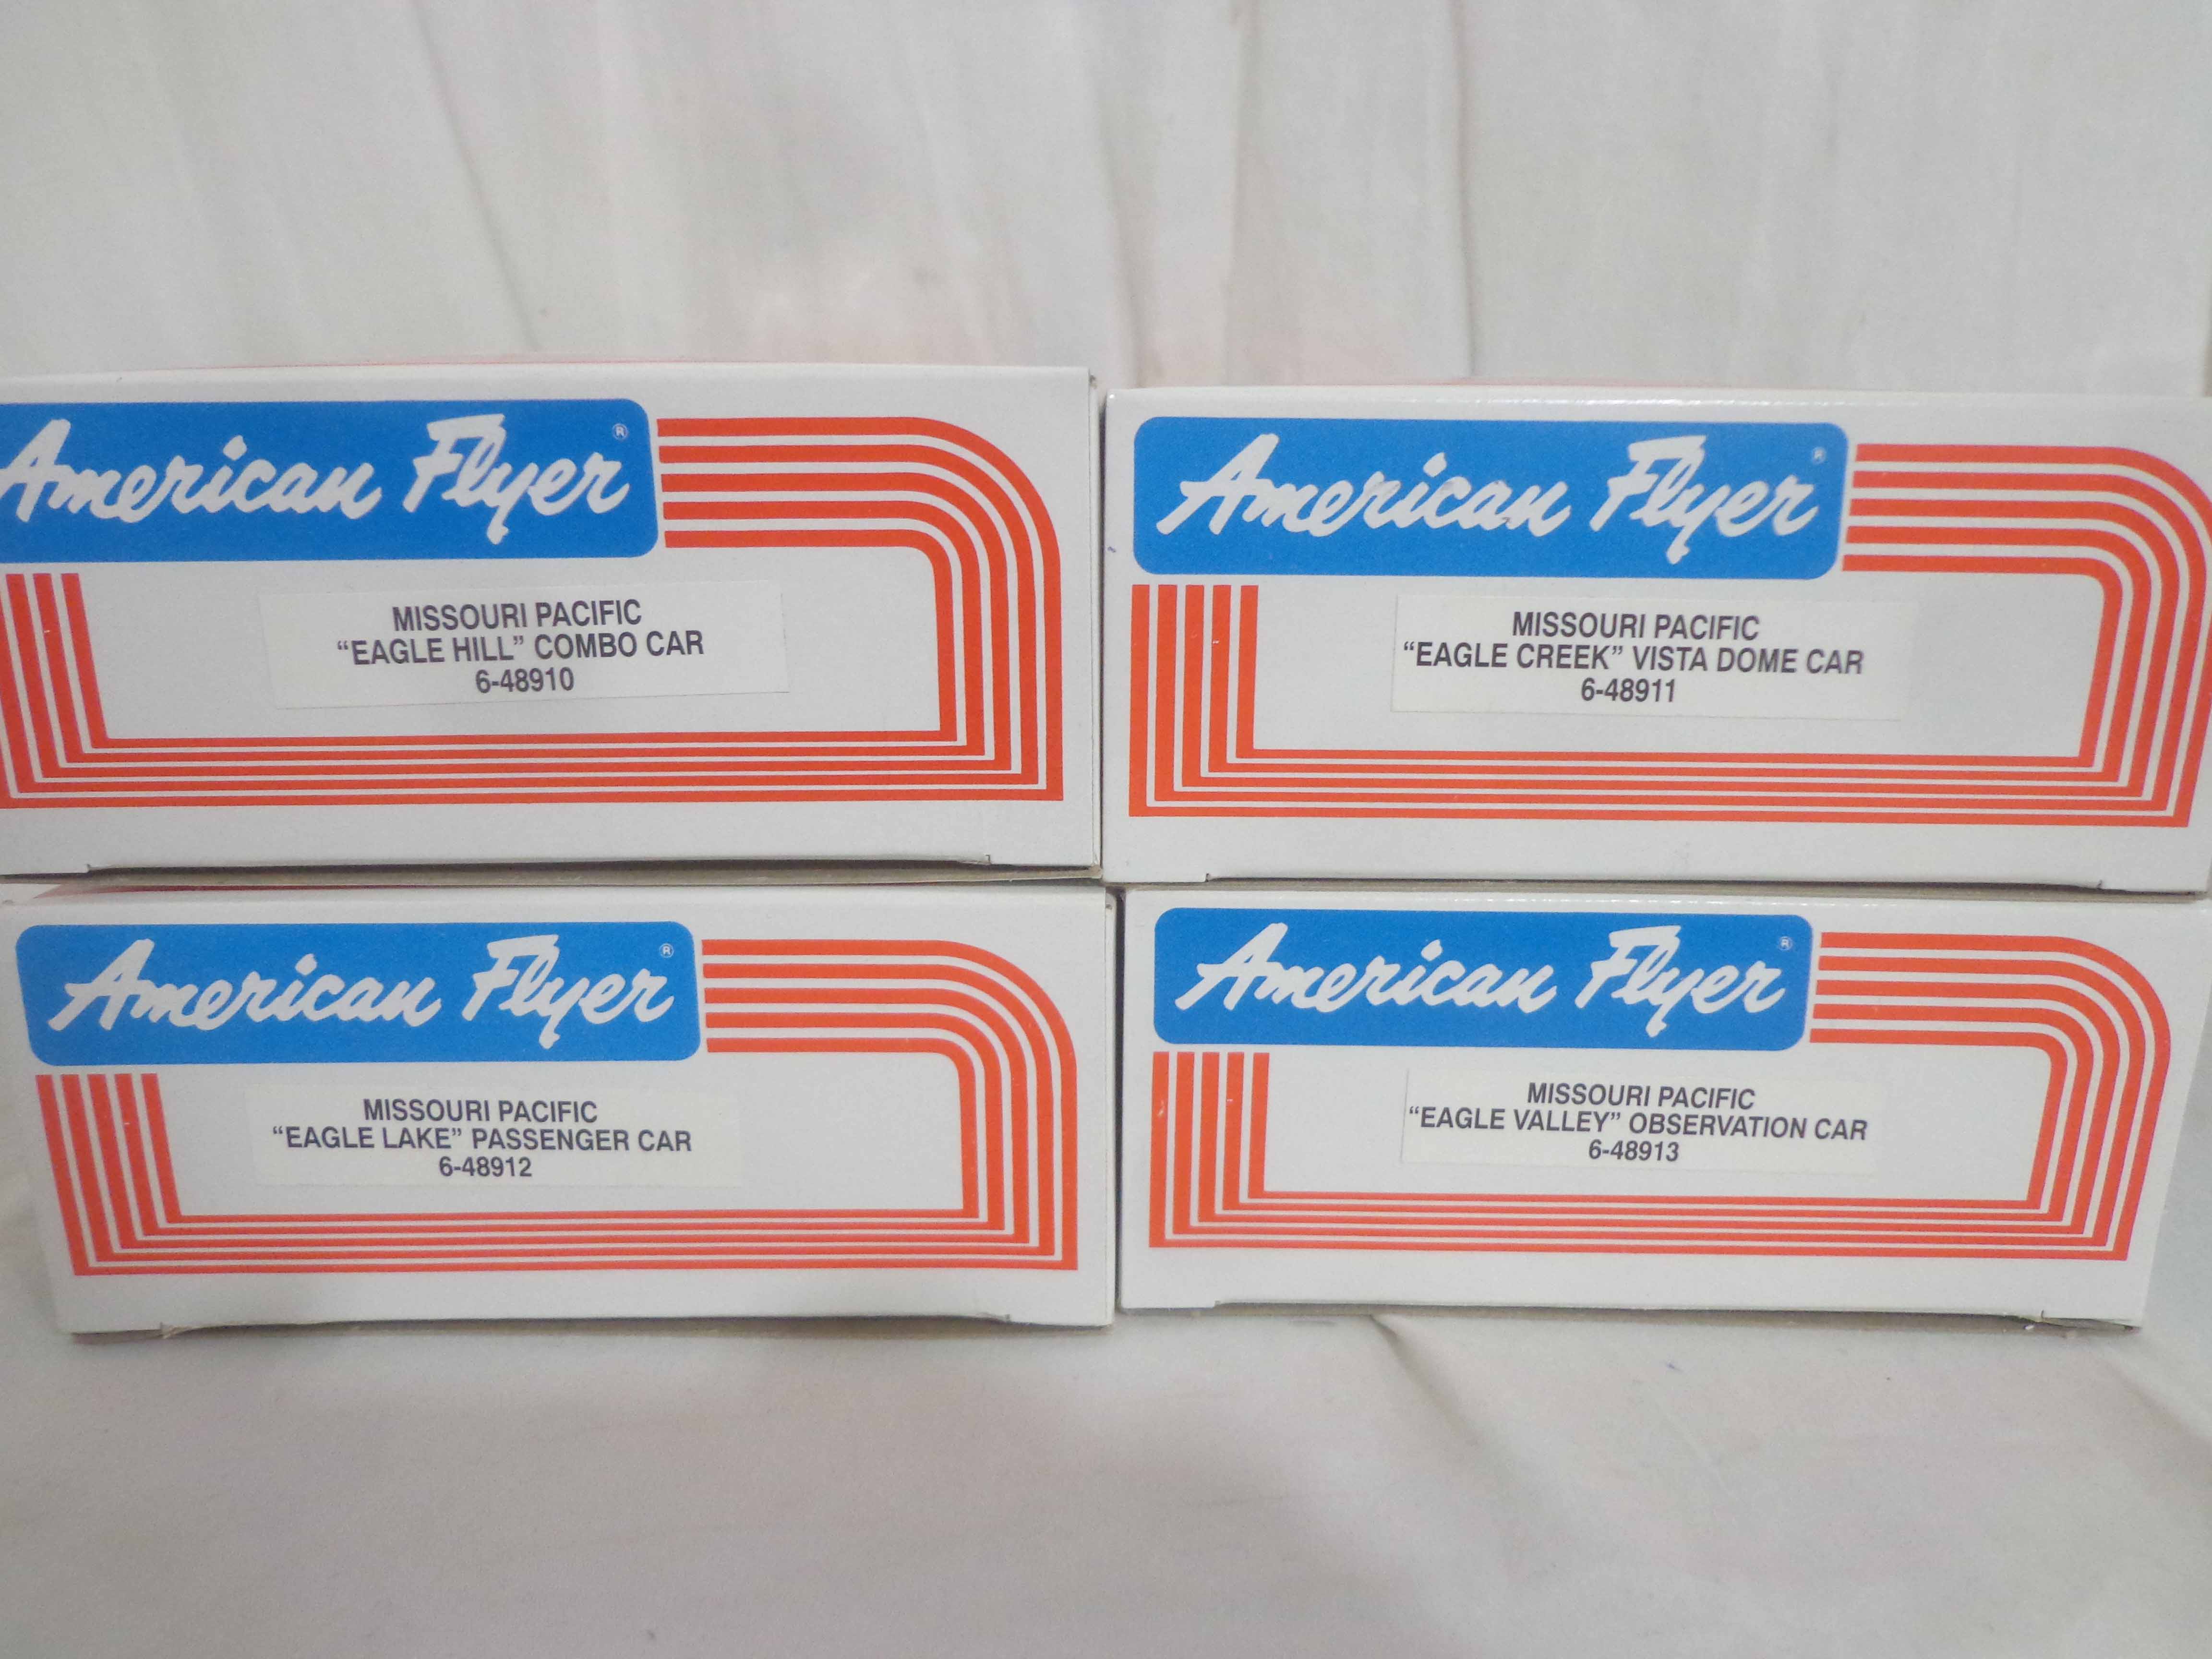 American Flyer®
MISSOURI PACIFIC
“EAGLE HILL” COMBO CAR
6-48910
American Flyer®
MISSOURI PACIFIC
“EAGLE CREEK” VISTA DOME CAR
6-48911
American Flyer®
MISSOURI PACIFIC
“EAGLE LAKE” PASSENGER CAR
6-48912
American Flyer®
MISSOURI PACIFIC
“EAGLE VALLEY” OBSERVATION CAR
6-48913